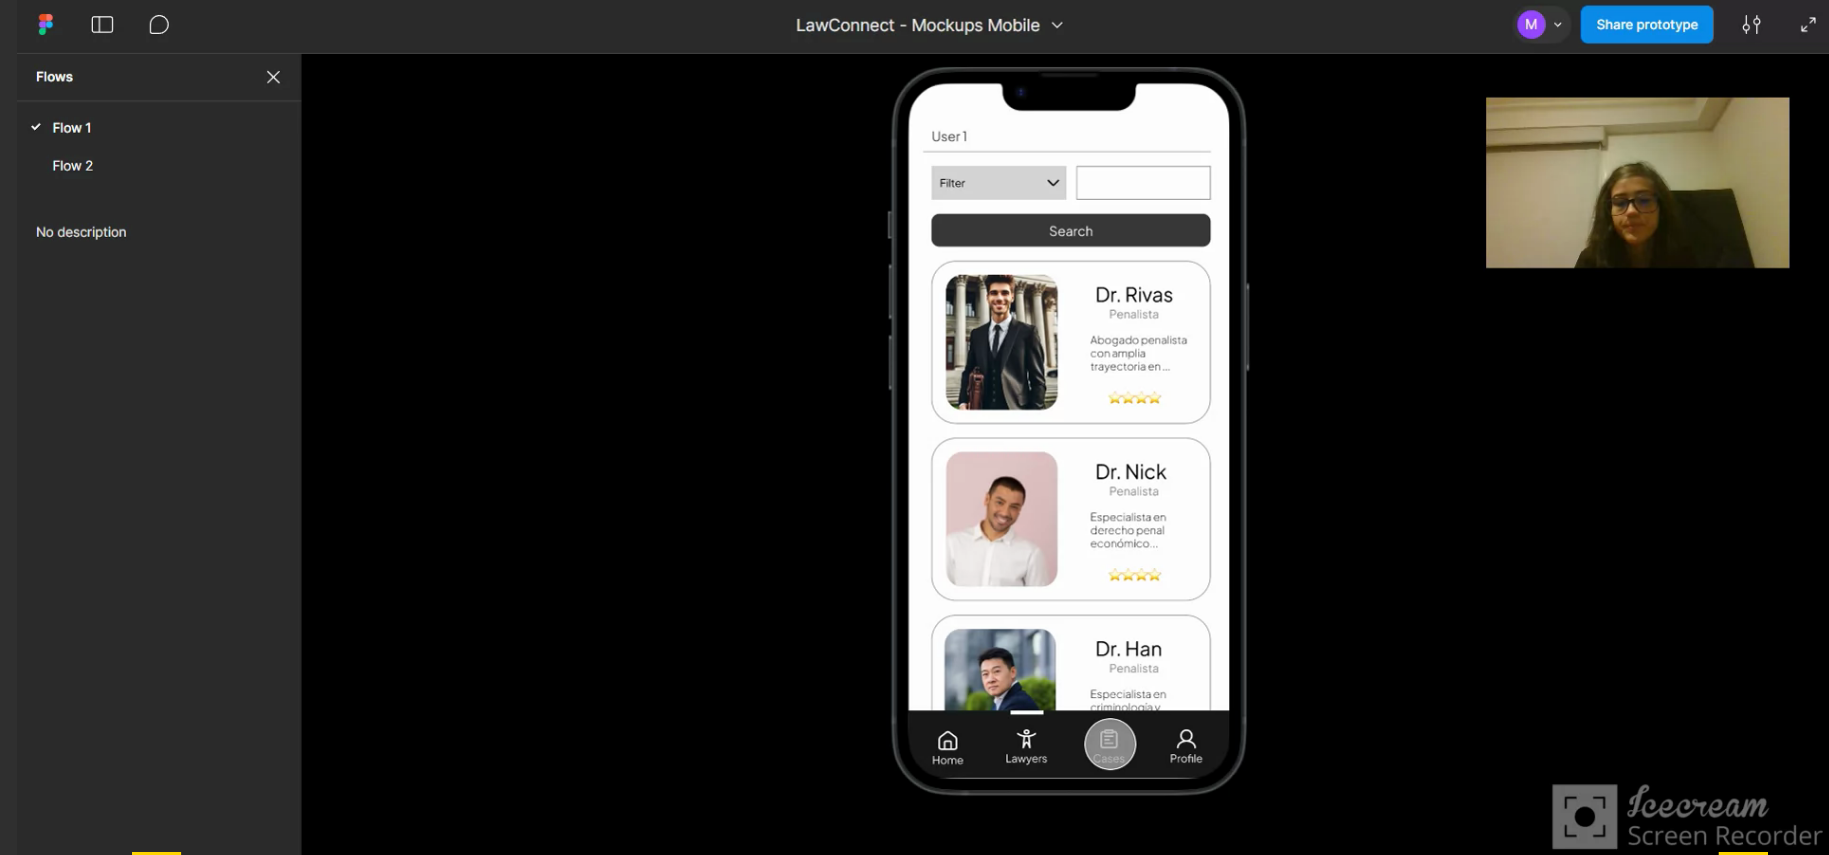 LawConnect - Mockups Mobile
M
Share prototype
Flows
Flow 1
Flow 2
No description
User 1
Filter
Search
Dr. Rivas
Penalista
Abogado penalista
con amplia
trayectoria en...
Dr. Nick
Penalista
Especialista en
derecho penal
económico...
Dr. Han
Penalista
Especialista en
criminología y
Home
Lawyers
Cases
Profile
Icecream
Screen Recorder